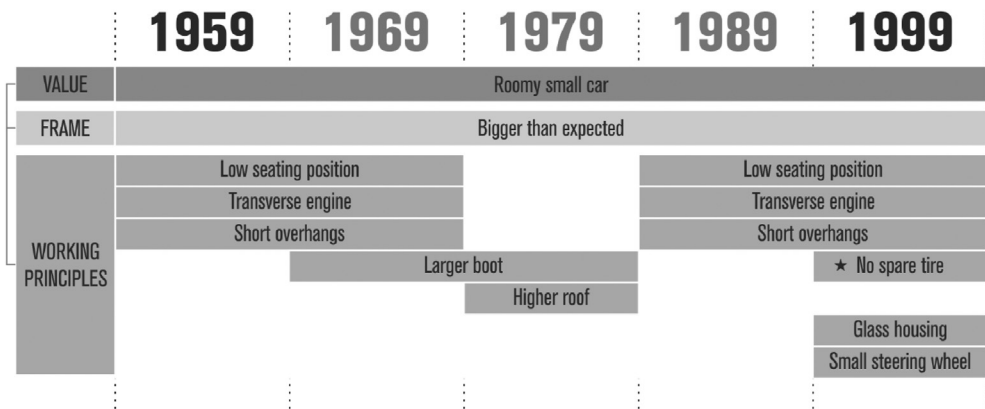 1959 1969 1979 1989 1999
VALUE Roomy small car
FRAME Bigger than expected
Low seating position Low seating position
Transverse engine Transverse engine
Short overhangs Short overhangs
WORKING
PRINCIPLES
Larger boot ★ No spare tire
Higher roof
Glass housing
Small steering wheel